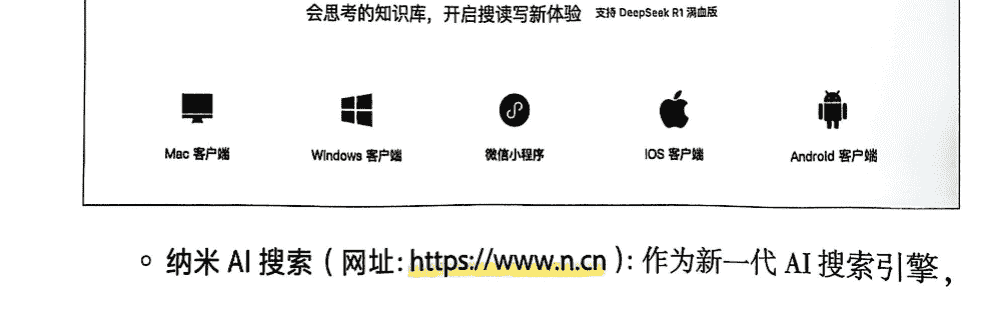 会思考的知识库，开启搜读写新体验 支持 DeepSeek R1 满血版
Mac 客户端 Windows 客户端 微信小程序 iOS 客户端 Android 客户端
。纳米 AI 搜索（网址：https://www.n.cn）：作为新一代 AI 搜索引擎，